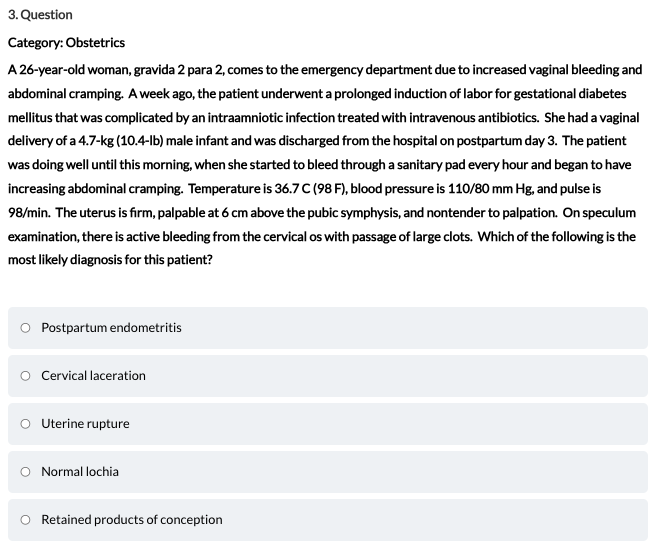 3. Question
Category: Obstetrics
A 26-year-old woman, gravida 2 para 2, comes to the emergency department due to increased vaginal bleeding and
abdominal cramping. A week ago, the patient underwent a prolonged induction of labor for gestational diabetes
mellitus that was complicated by an intraamniotic infection treated with intravenous antibiotics. She had a vaginal
delivery of a 4.7-kg (10.4-lb) male infant and was discharged from the hospital on postpartum day 3. The patient
was doing well until this morning, when she started to bleed through a sanitary pad every hour and began to have
increasing abdominal cramping. Temperature is 36.7 C (98 F), blood pressure is 110/80 mm Hg, and pulse is
98/min. The uterus is firm, palpable at 6 cm above the pubic symphysis, and nontender to palpation. On speculum
examination, there is active bleeding from the cervical os with passage of large clots. Which of the following is the
most likely diagnosis for this patient?
Postpartum endometritis
Cervical laceration
Uterine rupture
Normal lochia
Retained products of conception